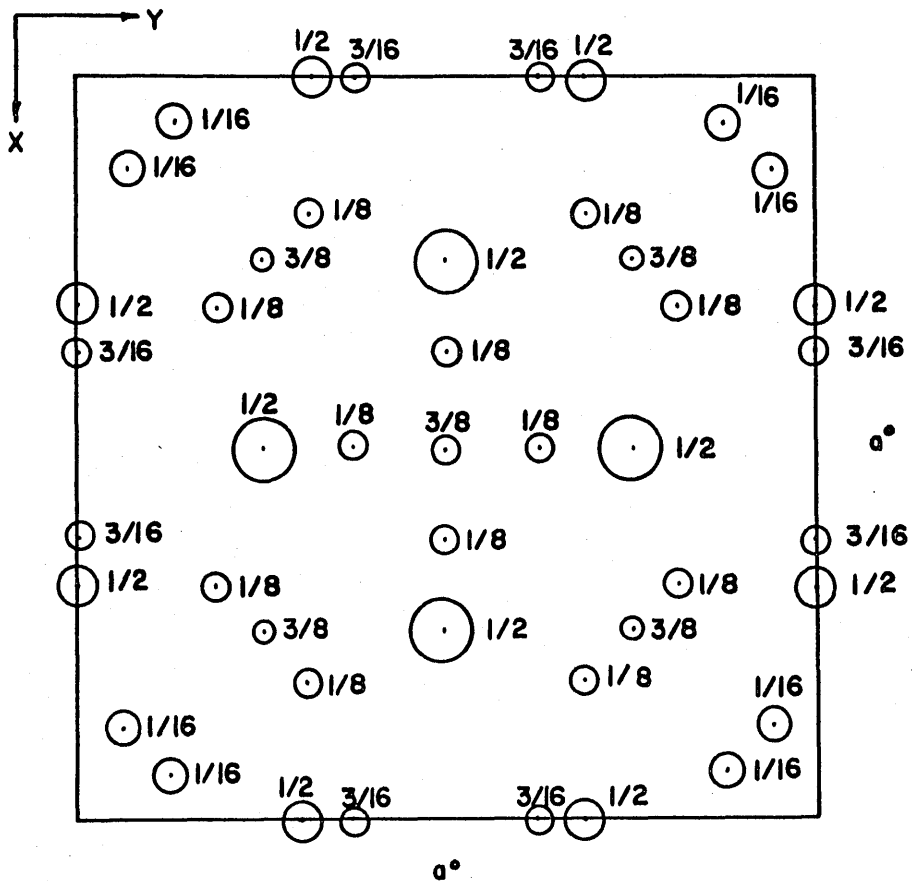 Y
1/2 3/16 3/16 1/2
X
1/16 1/16
1/16 1/16
1/8 1/8
3/8 1/2 3/8
1/2 1/8 1/8 1/2
3/16 1/8 3/16
1/2 1/8 3/8 1/8 1/2 a°
3/16 1/8 3/16
1/2 1/8 1/8 1/2
3/8 1/2 3/8
1/8 1/8
1/16 1/16
1/16 1/16
1/2 3/16 3/16 1/2
a°